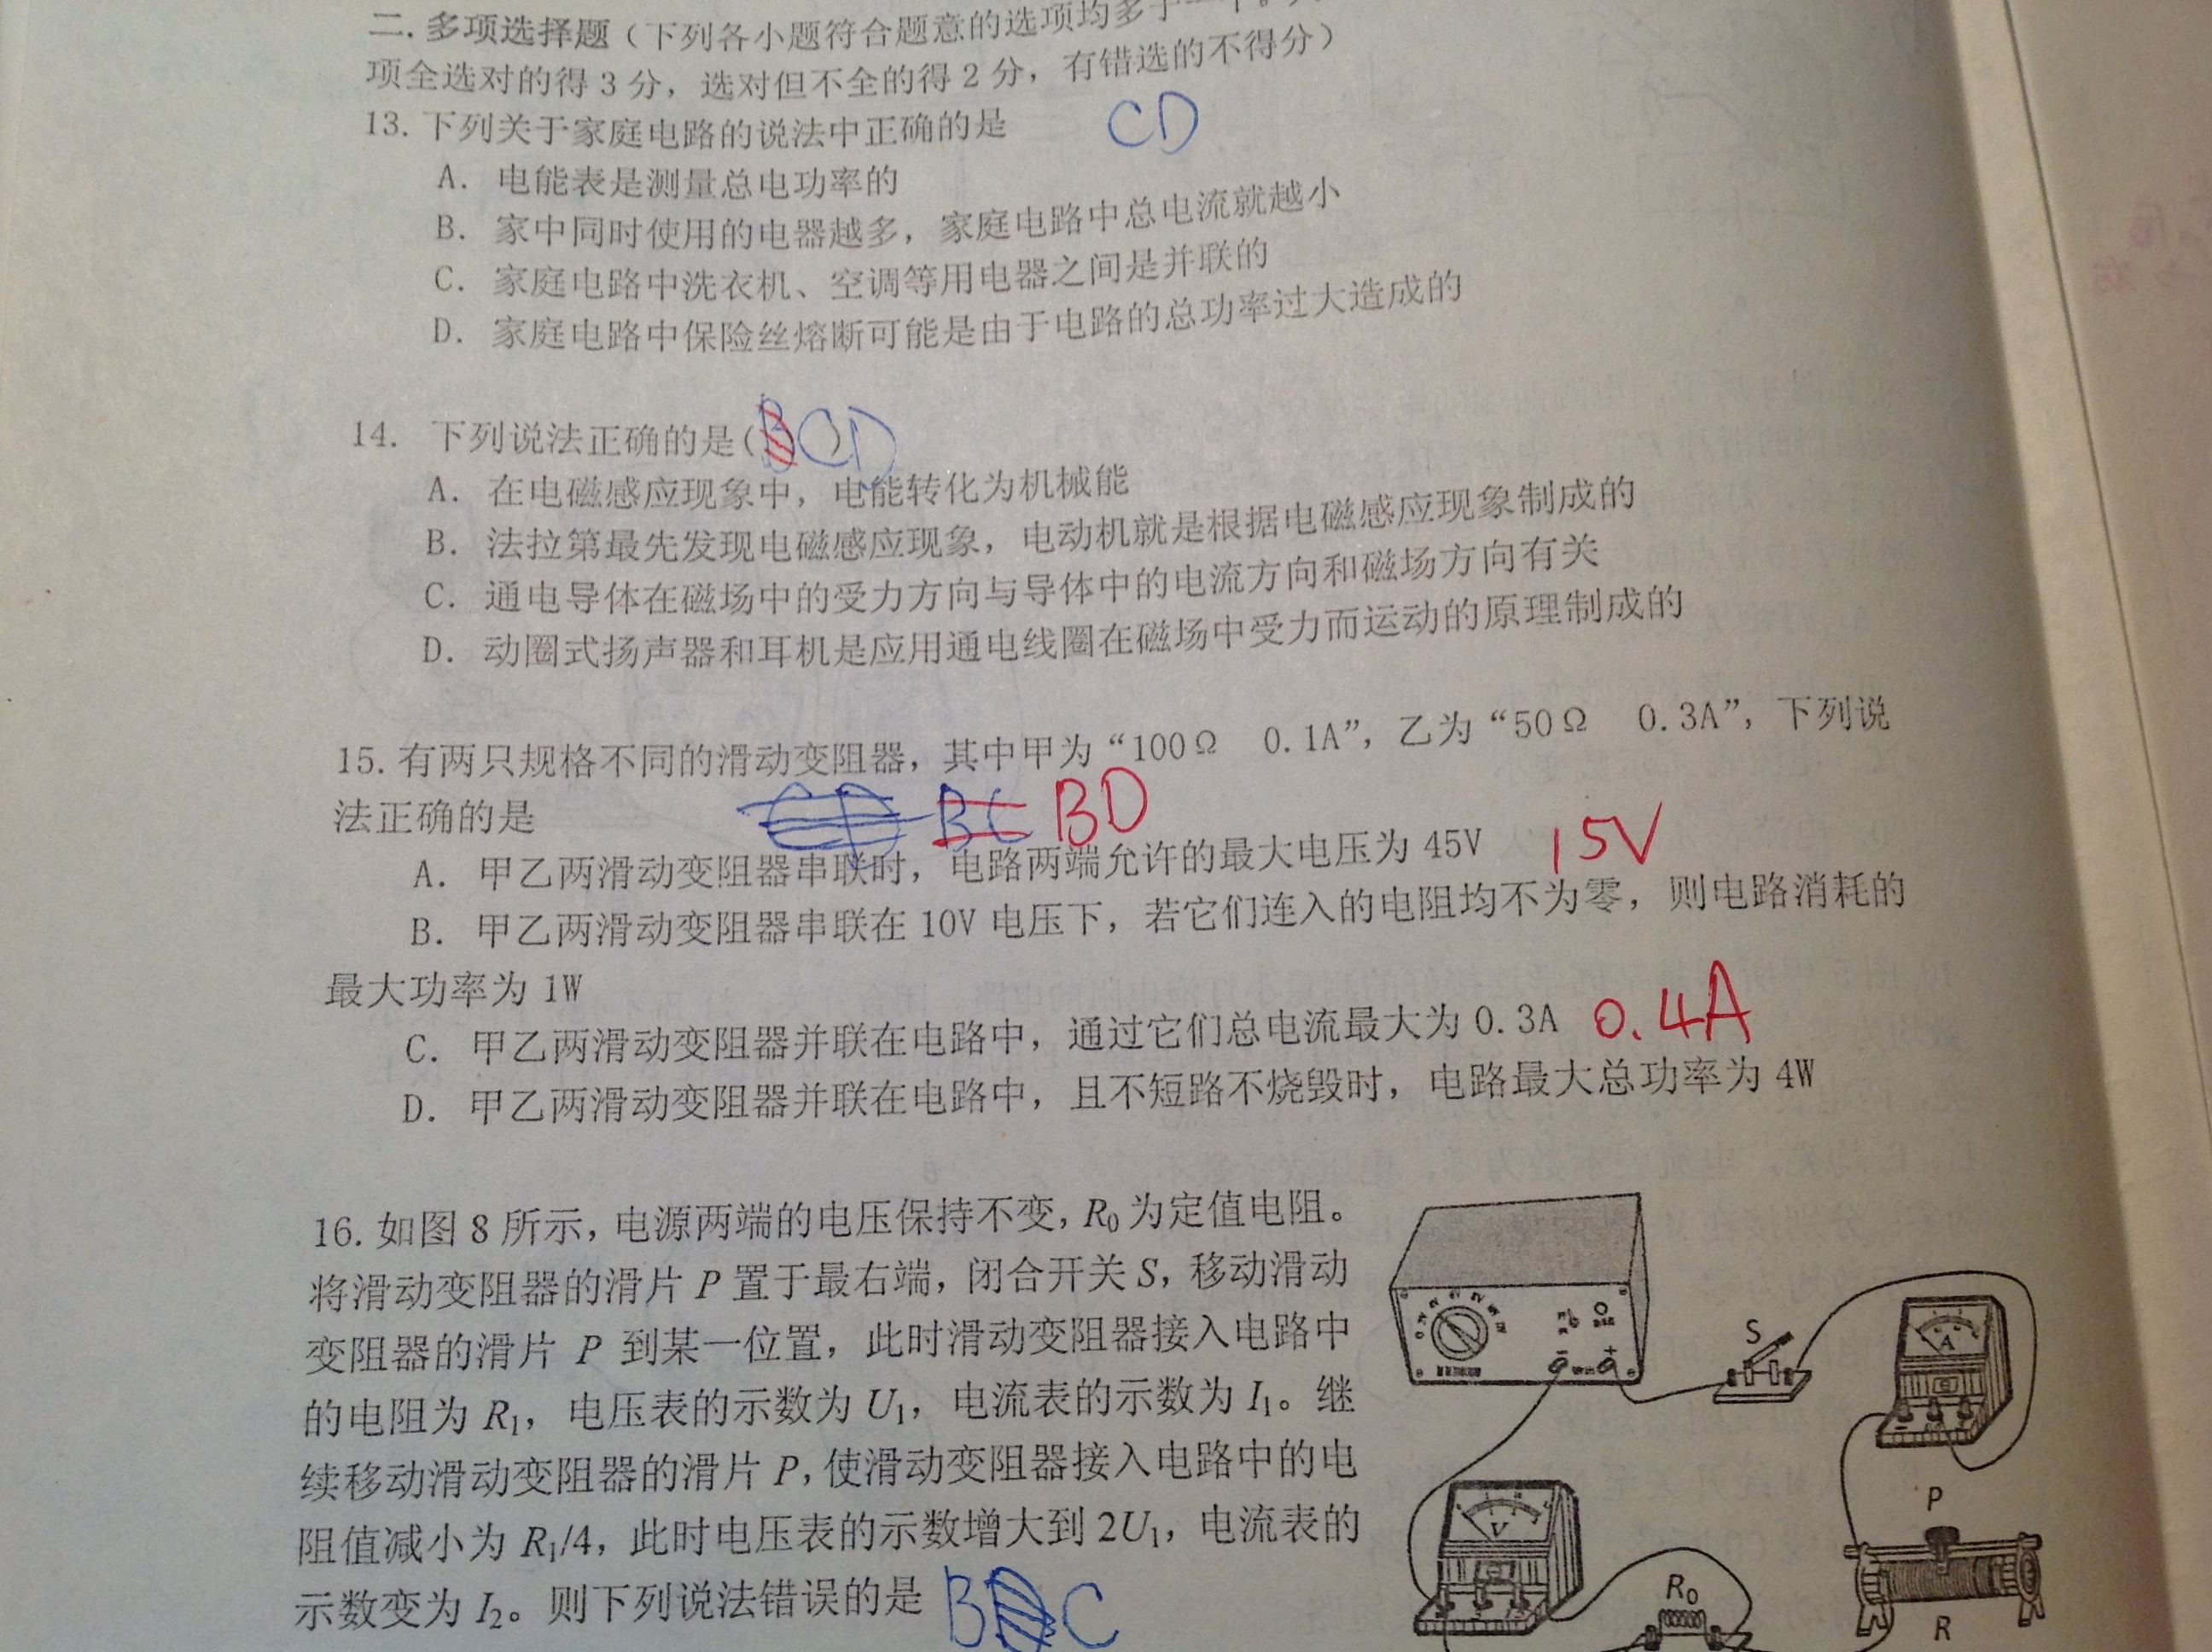 二.多项选择题（下列各小题符合题意的选项均多于一个。
项全选对的得3分，选对但不全的得2分，有错选的不得分）
13.下列关于家庭电路的说法中正确的是 CD
A. 电能表是测量总电功率的
B. 家中同时使用的电器越多，家庭电路中总电流就越小
C. 家庭电路中洗衣机、空调等用电器之间是并联的
D. 家庭电路中保险丝熔断可能是由于电路的总功率过大造成的
14. 下列说法正确的是(B CD)
A. 在电磁感应现象中，电能转化为机械能
B. 法拉第最先发现电磁感应现象，电动机就是根据电磁感应现象制成的
C. 通电导体在磁场中的受力方向与导体中的电流方向和磁场方向有关
D. 动圈式扬声器和耳机是应用通电线圈在磁场中受力而运动的原理制成的
15.有两只规格不同的滑动变阻器，其中甲为“100Ω 0.1A”，乙为“50Ω 0.3A”，下列说
法正确的是 CD BC BD
A. 甲乙两滑动变阻器串联时，电路两端允许的最大电压为 45V 15V
B. 甲乙两滑动变阻器串联在 10V 电压下，若它们连入的电阻均不为零，则电路消耗的
最大功率为 1W
C. 甲乙两滑动变阻器并联在电路中，通过它们总电流最大为 0.3A 0.4A
D. 甲乙两滑动变阻器并联在电路中，且不短路不烧毁时，电路最大总功率为 4W
16.如图 8 所示，电源两端的电压保持不变，R₀为定值电阻。
将滑动变阻器的滑片 P 置于最右端，闭合开关 S，移动滑动
变阻器的滑片 P 到某一位置，此时滑动变阻器接入电路中
的电阻为 R₁，电压表的示数为 U₁，电流表的示数为 I₁。继
续移动滑动变阻器的滑片 P，使滑动变阻器接入电路中的电
阻值减小为 R₁/4，此时电压表的示数增大到 2U₁，电流表的
示数变为 I₂。则下列说法错误的是 B C
S
A
V
P
R₀
R